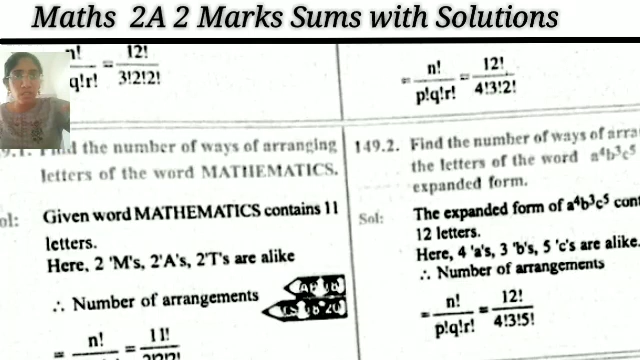 Maths 2A 2 Marks Sums with Solutions
n!/q!r! = 12!/3!2!2!
= n!/p!q!r! = 12!/4!3!2!
the number of ways of arranging
letters of the word MATHEMATICS.
Given word MATHEMATICS contains 11
letters.
Here, 2 'M's, 2'A's, 2'T's are alike
∴ Number of arrangements
= n! = 11!
149.2. Find the number of ways of
the letters of the word a⁴b³c⁵
expanded form.
Sol: The expanded form of a⁴b³c⁵
12 letters.
Here, 4 'a's, 3 'b's, 5 'c's are alike.
∴ Number of arrangements
= n!/p!q!r! = 12!/4!3!5!